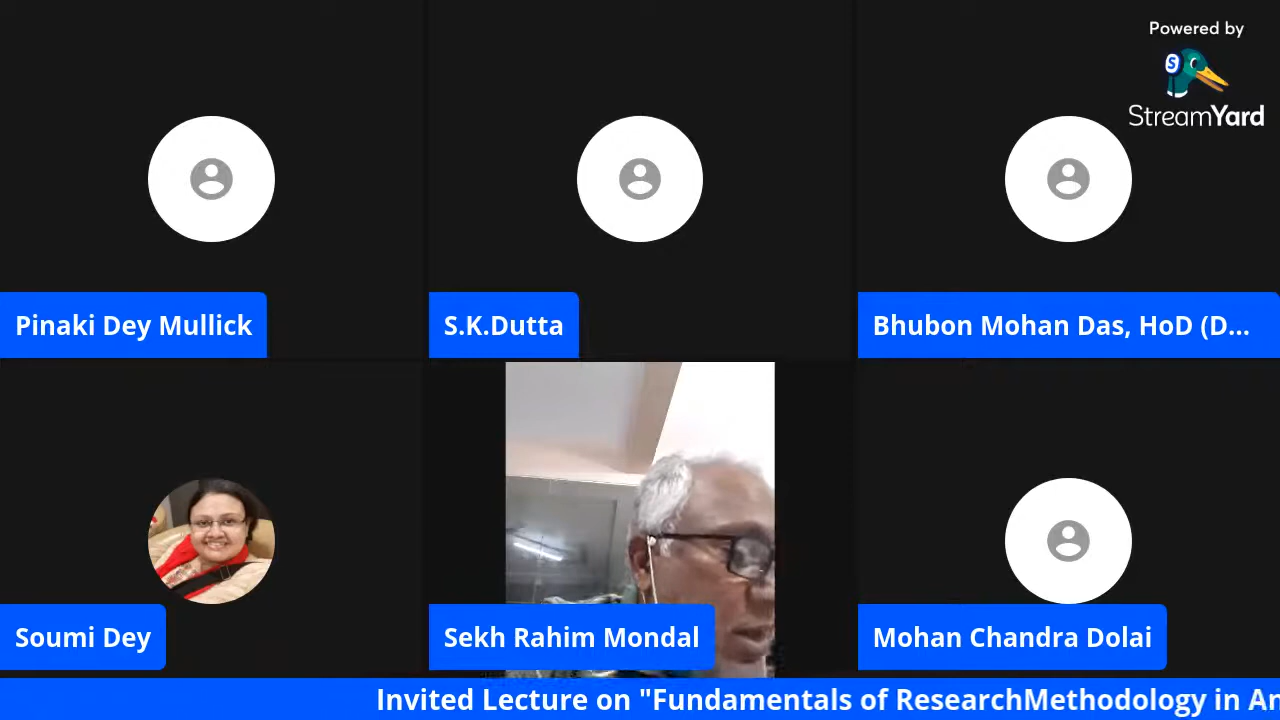 Powered by
S
StreamYard
Pinaki Dey Mullick
S.K.Dutta
Bhubon Mohan Das, HoD (D...
Soumi Dey
Sekh Rahim Mondal
Mohan Chandra Dolai
Invited Lecture on "Fundamentals of ResearchMethodology in An